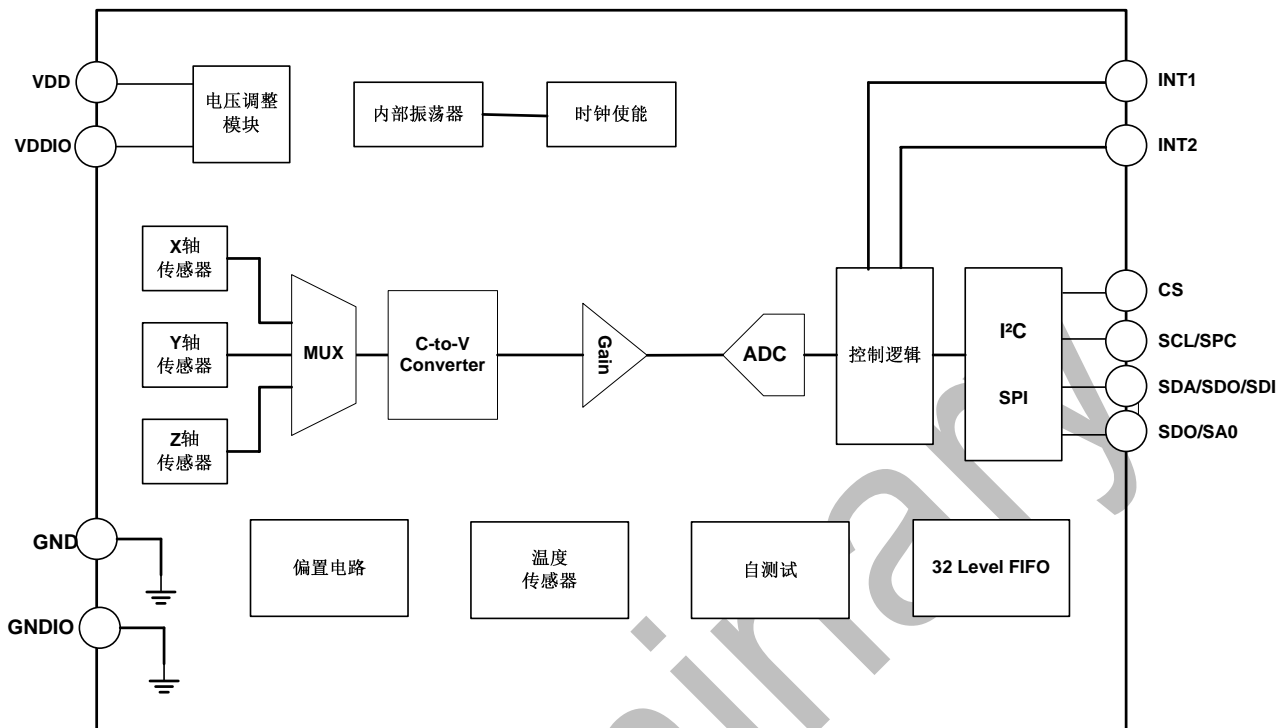 VDD
电压调整
模块
内部振荡器
时钟使能
INT1
VDDIO
INT2
X轴
传感器
Y轴
传感器
Z轴
传感器
MUX
C-to-V
Converter
Gain
ADC
控制逻辑
I²C
SPI
CS
SCL/SPC
SDA/SDO/SDI
SDO/SA0
GND
偏置电路
温度
传感器
自测试
32 Level FIFO
GNDIO
inary